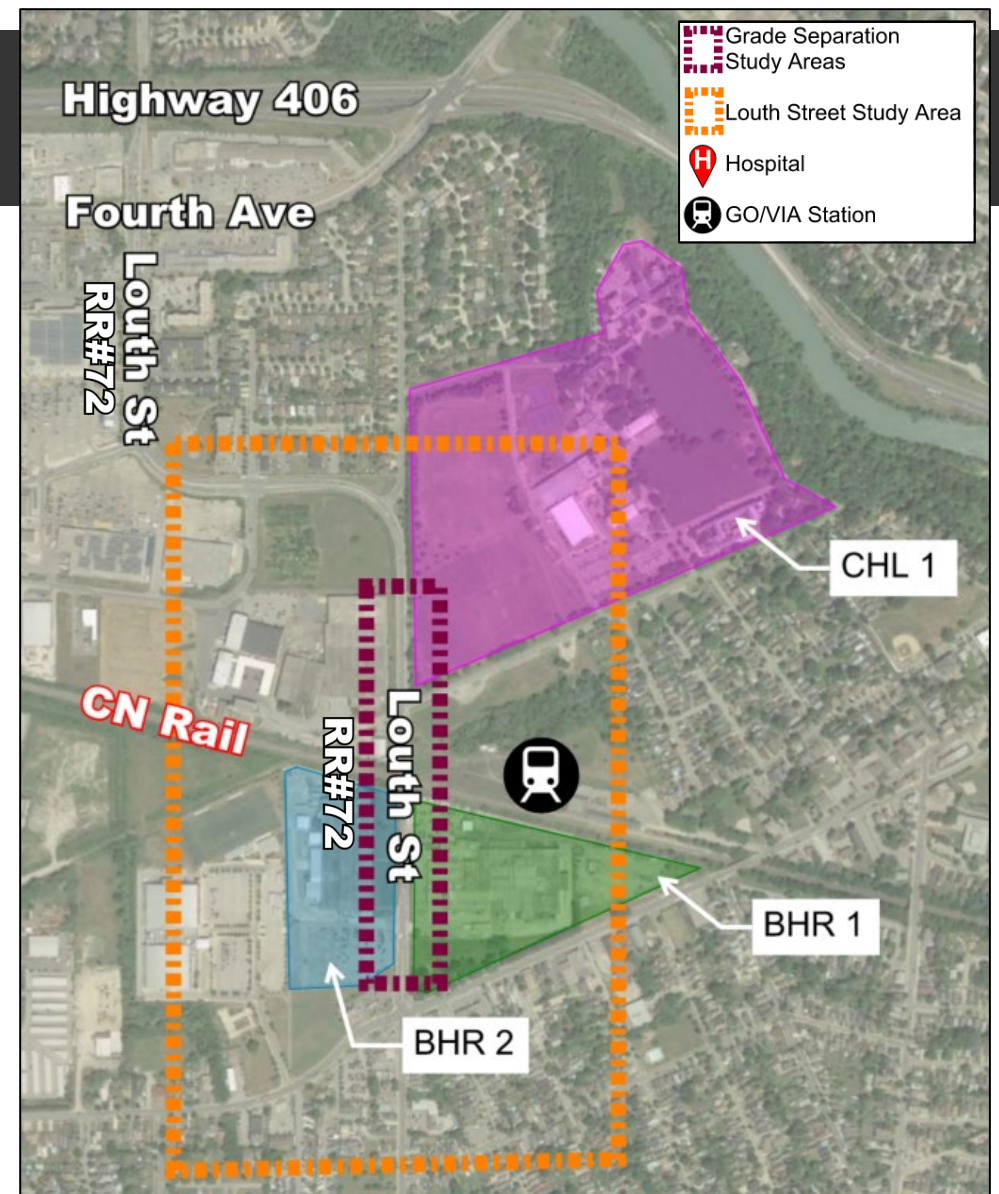 Grade Separation
Study Areas
Louth Street Study Area
H
Hospital
GO/VIA Station
Highway 406
Fourth Ave
Louth St
RR#72
CHL 1
CN Rail
Louth St
RR#72
BHR 1
BHR 2